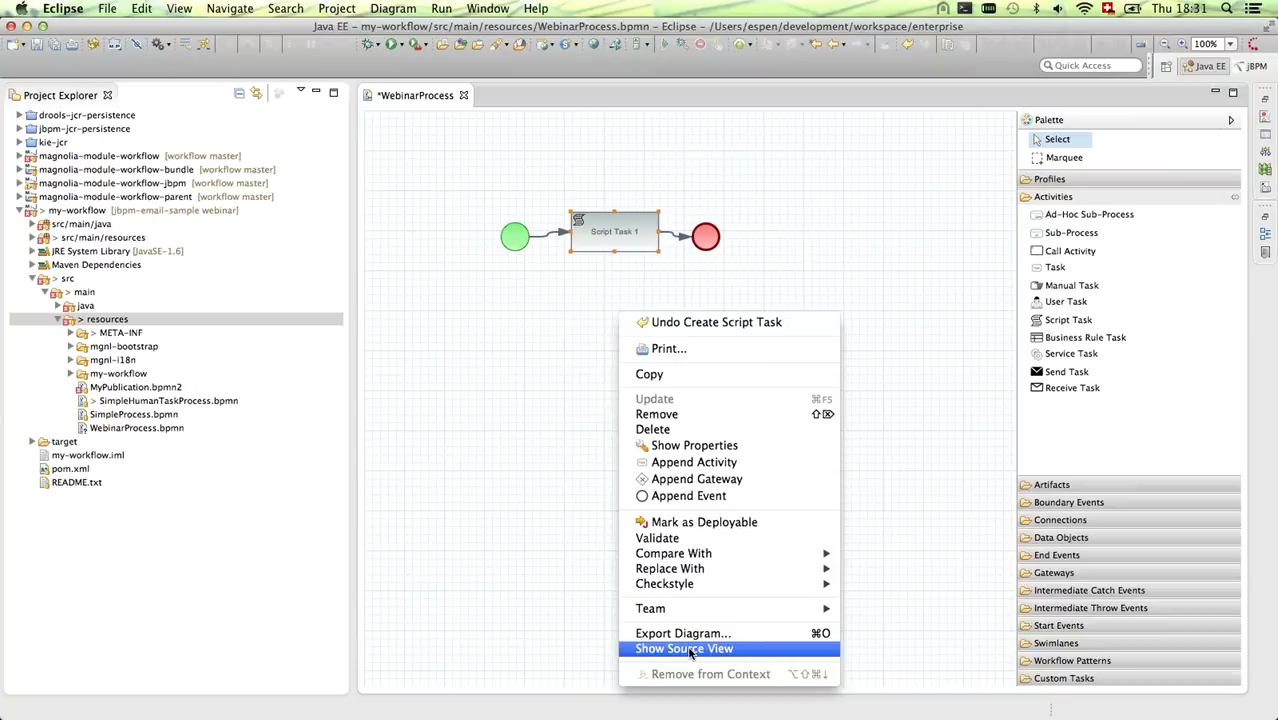 Eclipse File Edit View Navigate Search Project Diagram Run Window Help Thu 18:31
Java EE – my-workflow/src/main/resources/WebinarProcess.bpmn – Eclipse – /Users/espen/development/workspace/enterprise
100%
Quick Access Java EE jBPM
Project Explorer
*WebinarProcess
drools-jcr-persistence
jbpm-jcr-persistence
kie-jcr
magnolia-module-workflow [workflow master]
magnolia-module-workflow-bundle [workflow master]
magnolia-module-workflow-jbpm [workflow master]
magnolia-module-workflow-parent [workflow master]
> my-workflow [jbpm-email-sample webinar]
src/main/java
> src/main/resources
JRE System Library [JavaSE-1.6]
Maven Dependencies
> src
> main
java
> resources
> META-INF
mgnl-bootstrap
mgnl-i18n
my-workflow
MyPublication.bpmn2
> SimpleHumanTaskProcess.bpmn
SimpleProcess.bpmn
WebinarProcess.bpmn
target
my-workflow.iml
pom.xml
README.txt
Script Task 1
Undo Create Script Task
Print...
Copy
Update ⌘F5
Remove ⇧⌦
Delete
Show Properties
Append Activity
Append Gateway
Append Event
Mark as Deployable
Validate
Compare With
Replace With
Checkstyle
Team
Export Diagram... ⌘O
Show Source View
Remove from Context ⌥⇧⌘↓
Palette
Select
Marquee
Profiles
Activities
Ad-Hoc Sub-Process
Sub-Process
Call Activity
Task
Manual Task
User Task
Script Task
Business Rule Task
Service Task
Send Task
Receive Task
Artifacts
Boundary Events
Connections
Data Objects
End Events
Gateways
Intermediate Catch Events
Intermediate Throw Events
Start Events
Swimlanes
Workflow Patterns
Custom Tasks